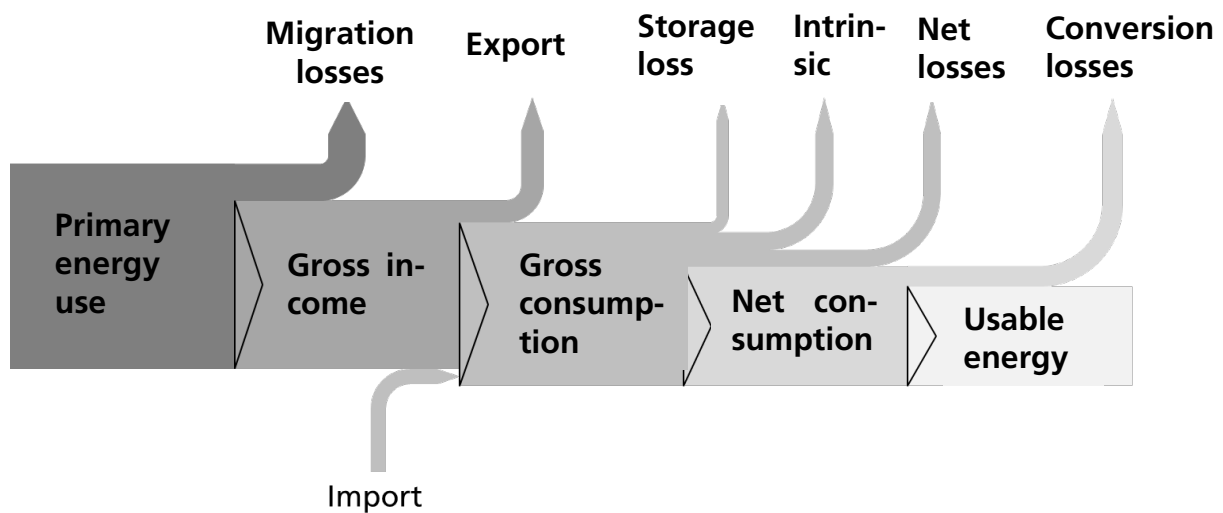 Migration
losses
Export
Storage
loss
Intrin-
sic
Net
losses
Conversion
losses
Primary
energy
use
Gross in-
come
Gross
consump-
tion
Net con-
sumption
Usable
energy
Import